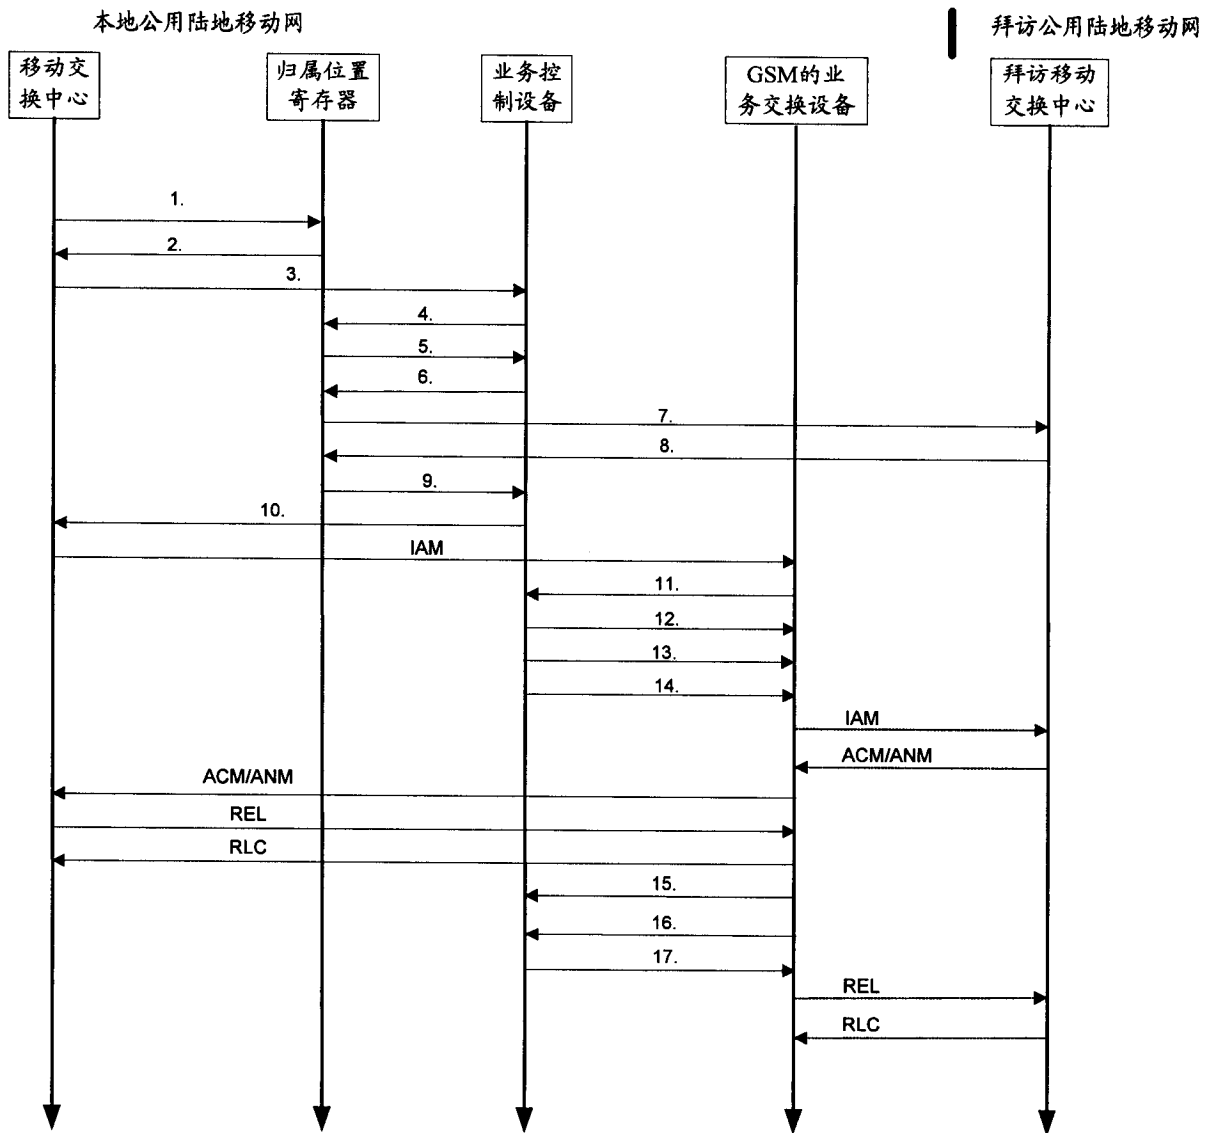 本地公用陆地移动网
拜访公用陆地移动网
移动交
换中心
归属位置
寄存器
业务控
制设备
GSM的业
务交换设备
拜访移动
交换中心
1.
2.
3.
4.
5.
6.
7.
8.
9.
10.
IAM
11.
12.
13.
14.
IAM
ACM/ANM
ACM/ANM
REL
RLC
15.
16.
17.
REL
RLC